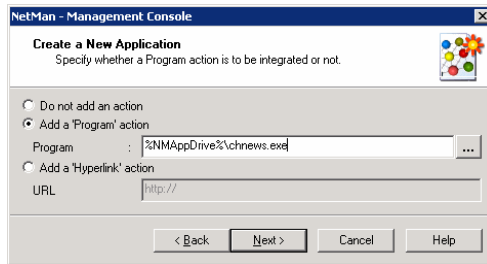 NetMan - Management Console
Create a New Application
Specify whether a Program action is to be integrated or not.
Do not add an action
Add a 'Program' action
Program : %NMAppDrive%\chnews.exe ...
Add a 'Hyperlink' action
URL http://
< Back Next > Cancel Help